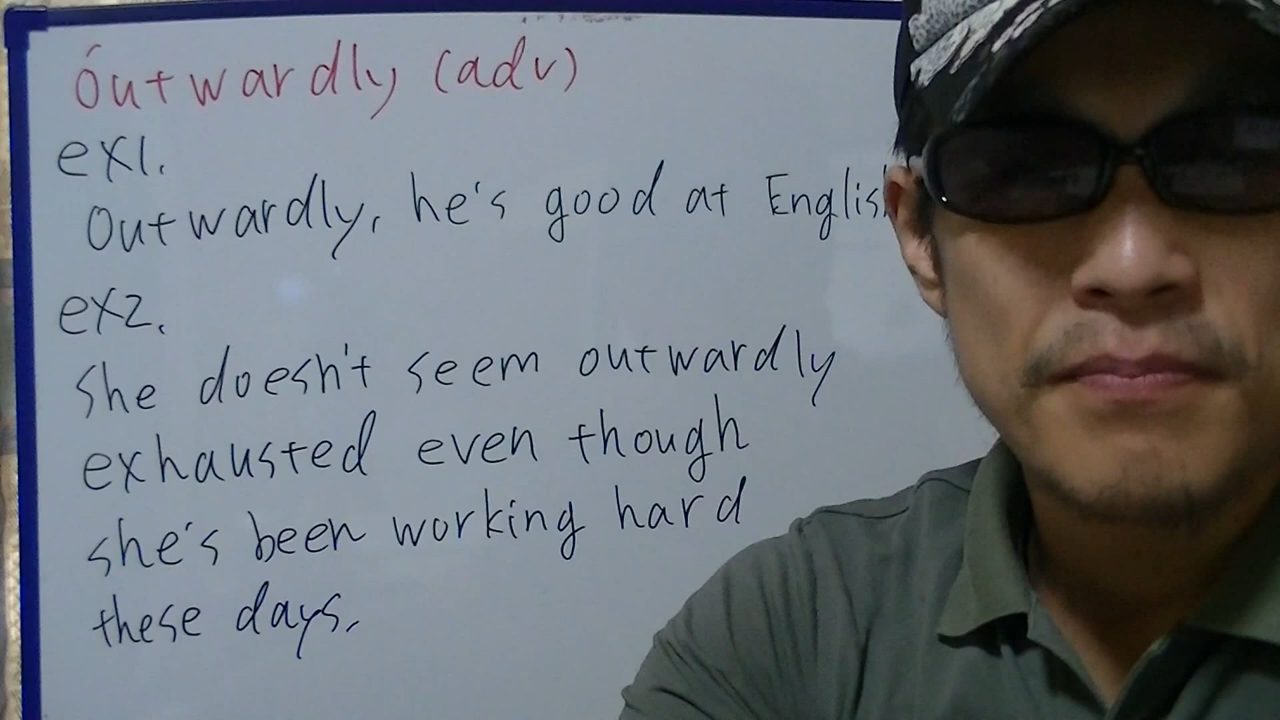 óutwardly (adv)
ex1.
Outwardly, he's good at Englis
ex2.
She doesn't seem outwardly
exhausted even though
she's been working hard
these days.